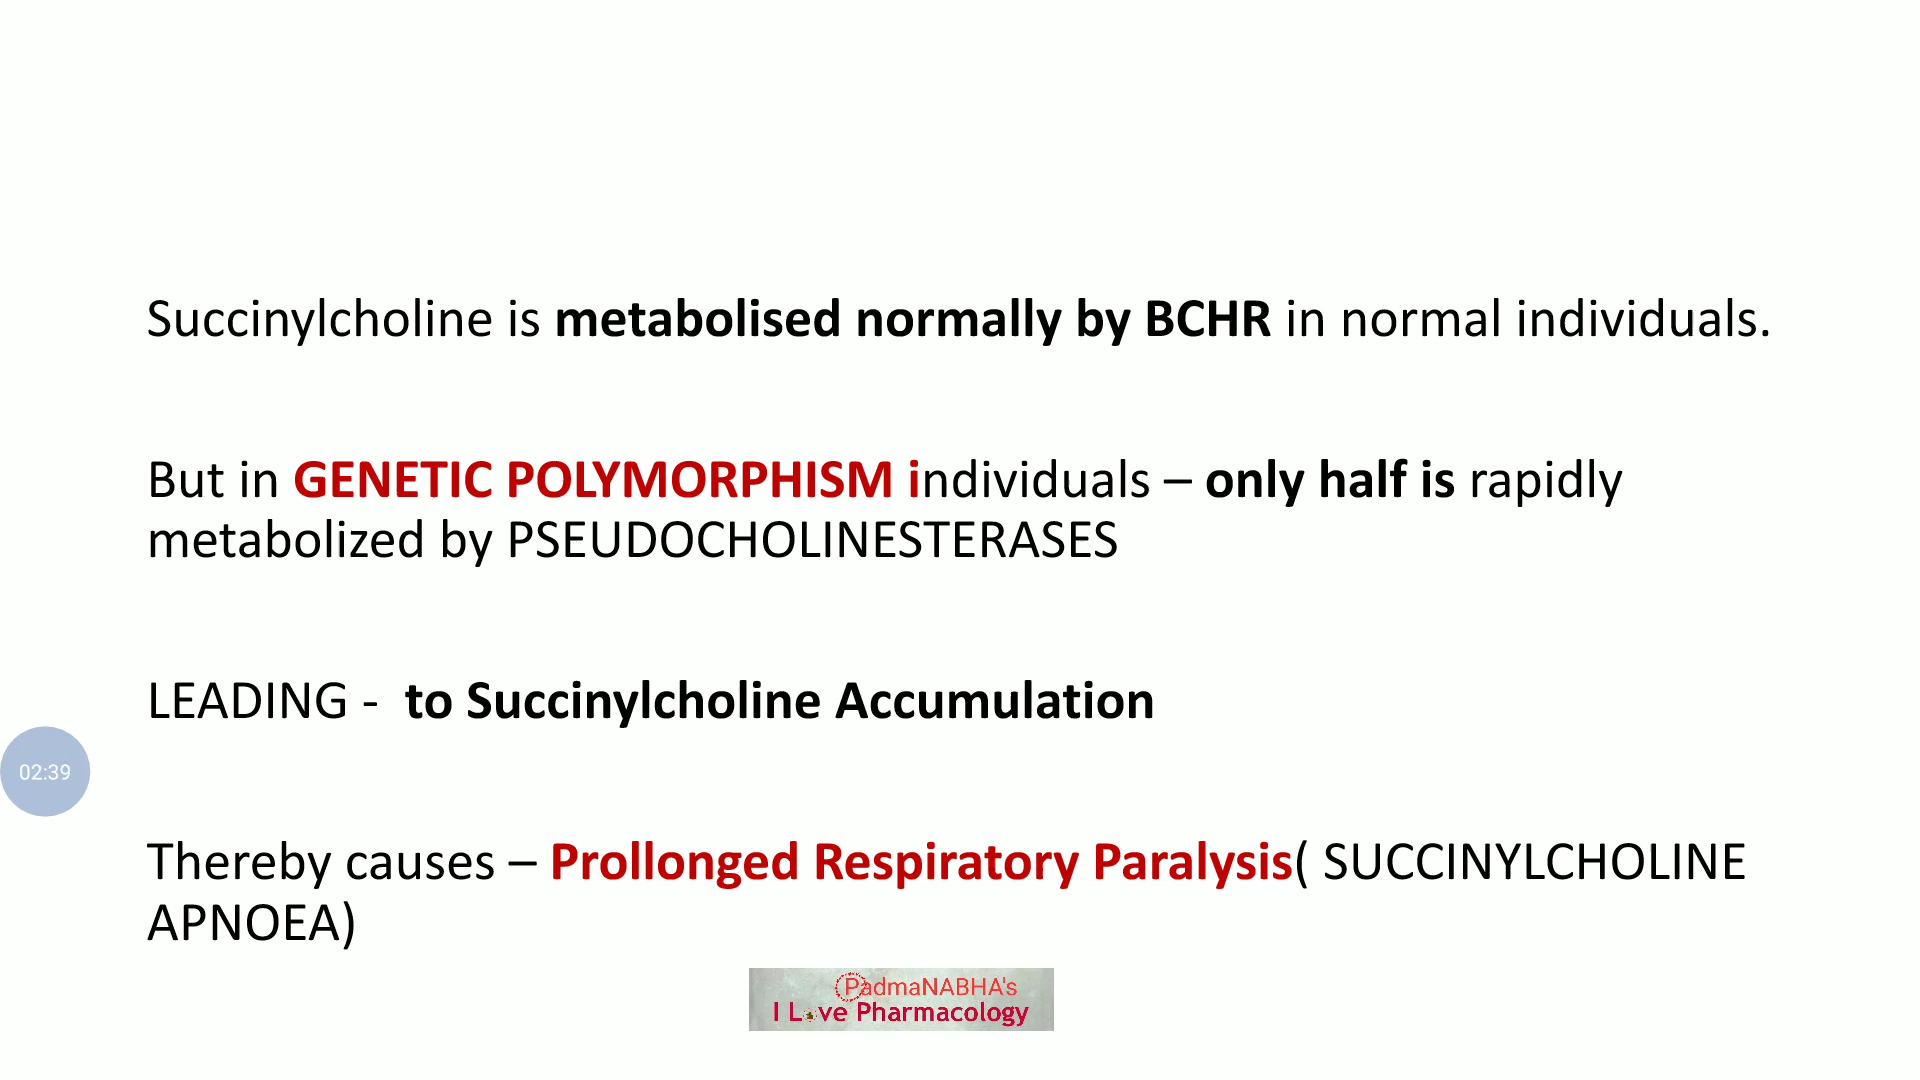 Succinylcholine is metabolised normally by BCHR in normal individuals.
But in GENETIC POLYMORPHISM individuals – only half is rapidly
metabolized by PSEUDOCHOLINESTERASES
LEADING - to Succinylcholine Accumulation
02:39
Thereby causes – Prollonged Respiratory Paralysis( SUCCINYLCHOLINE
APNOEA)
PadmaNABHA's
I Love Pharmacology